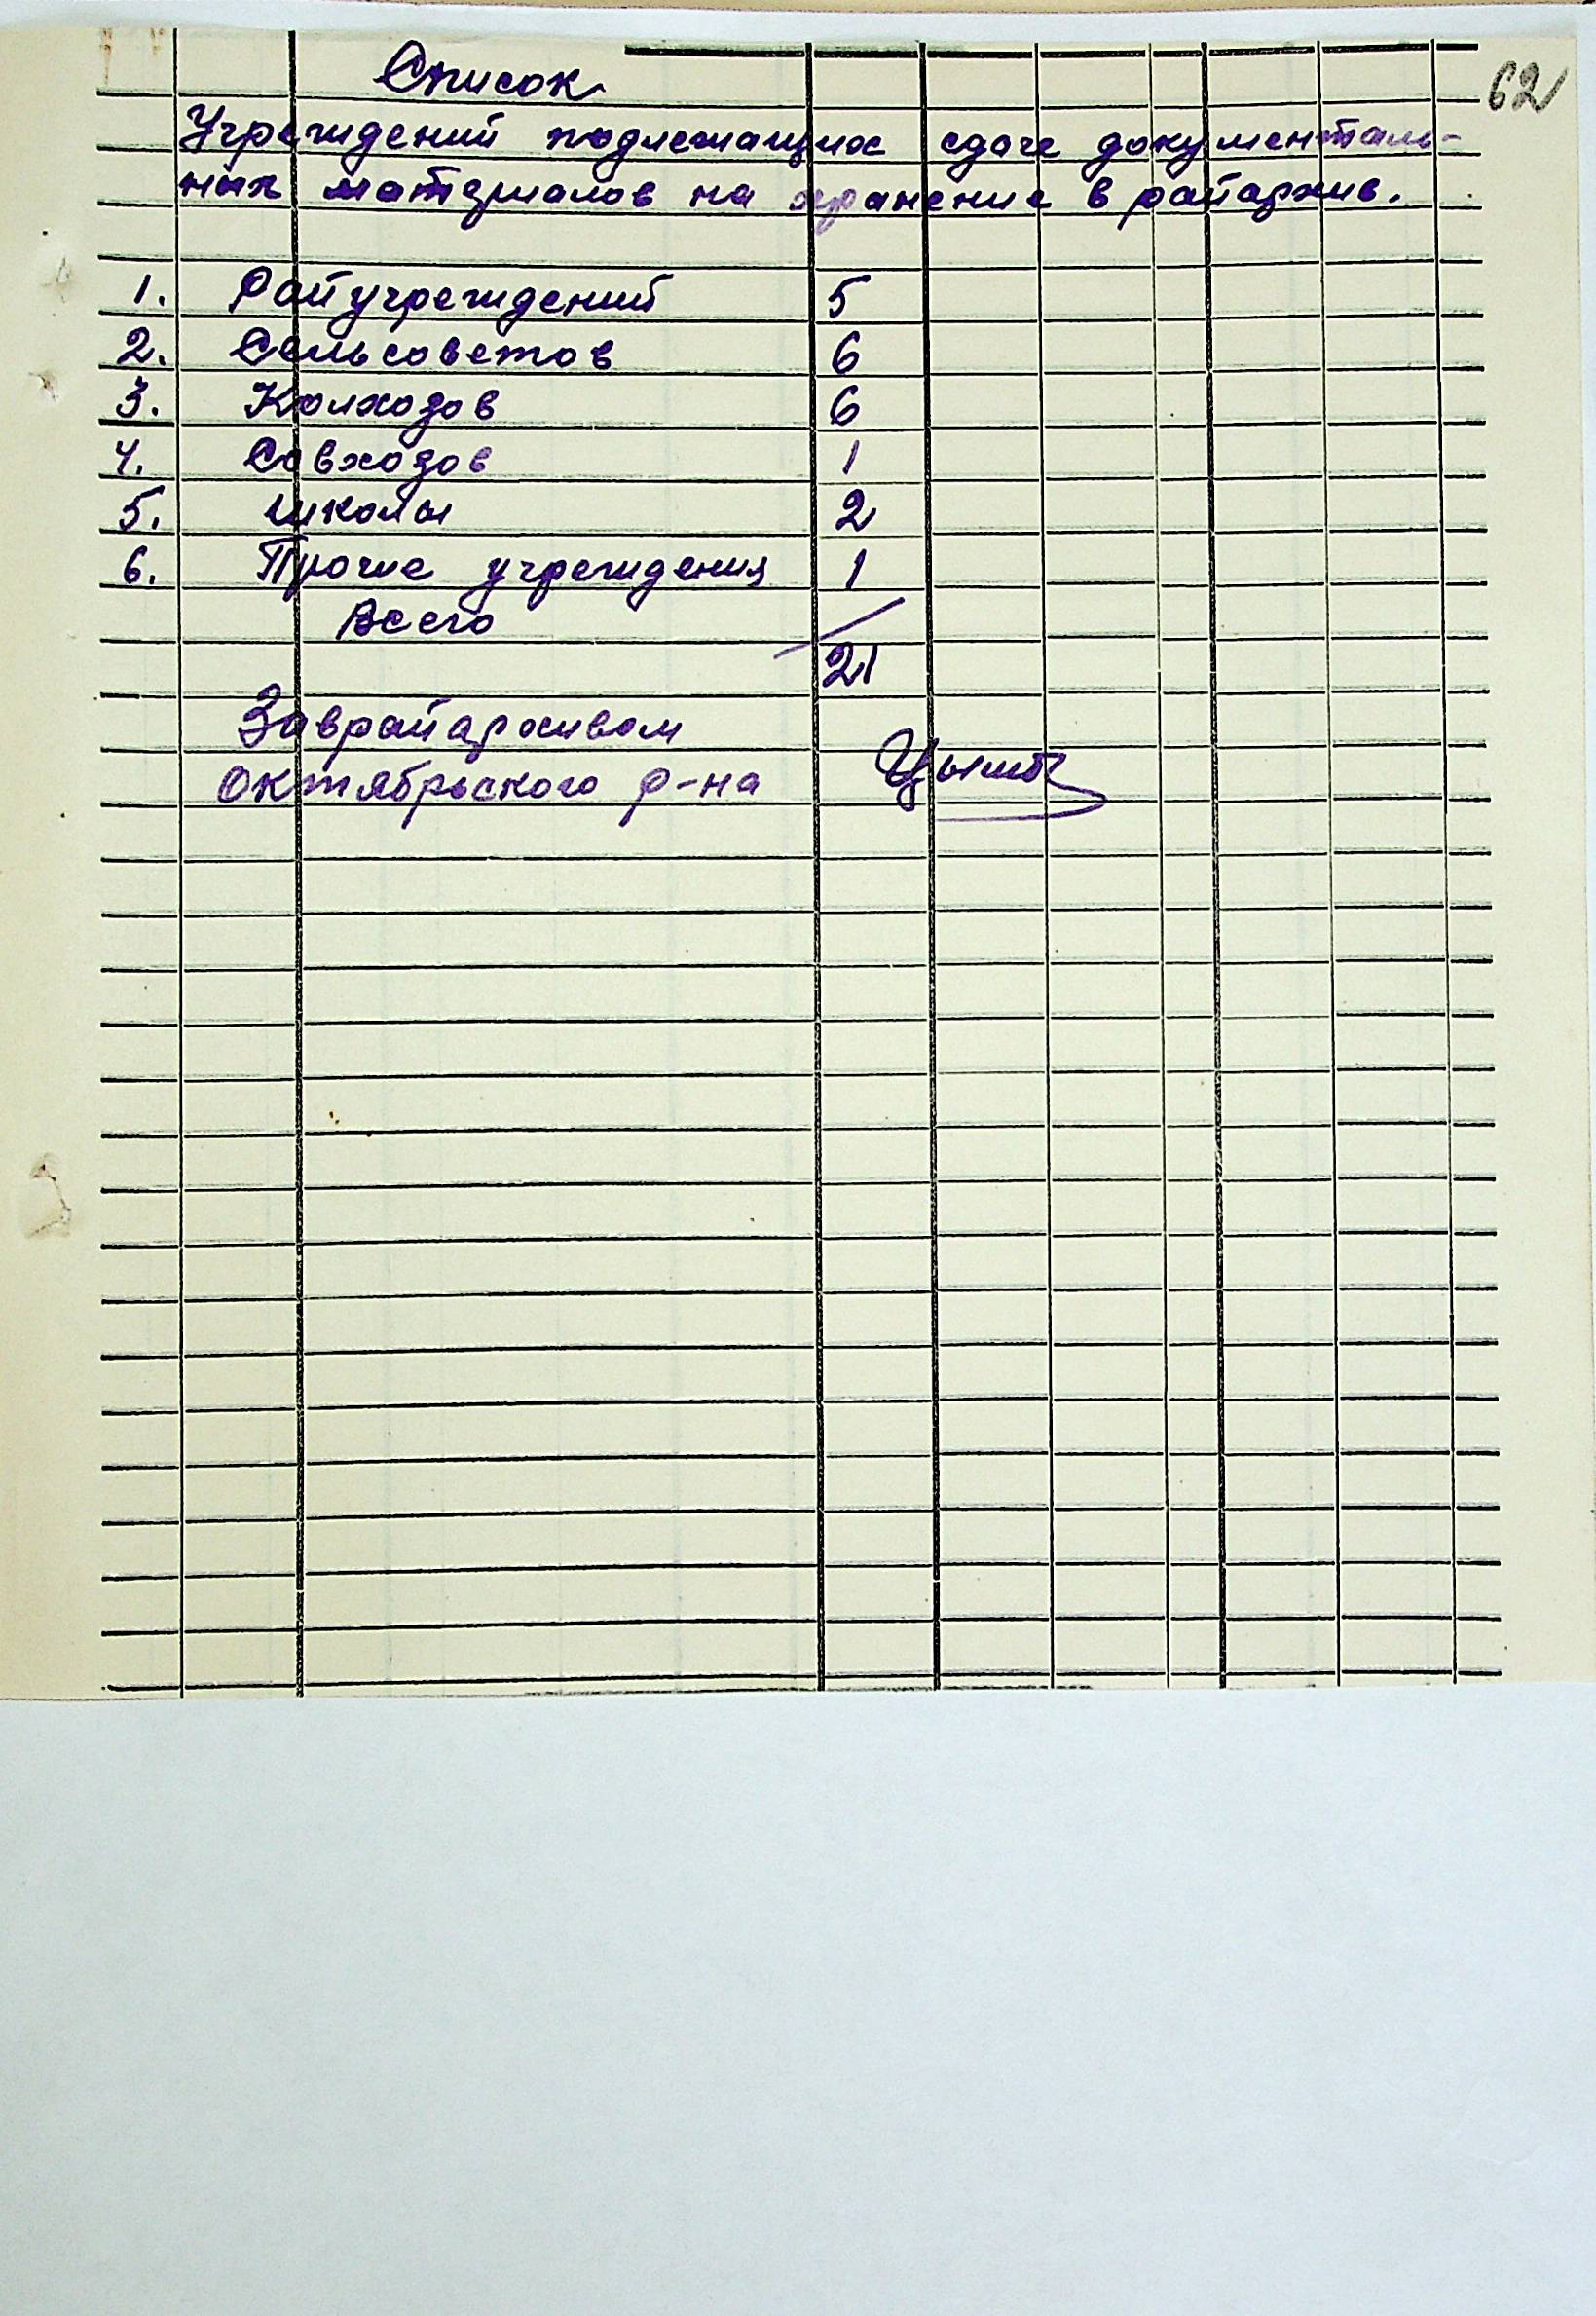 62
Список
Учреждений подлежащих сдаче документаль-
ных материалов на хранение в райархив.
1. Райучреждений 5
2. Сельсоветов 6
3. Колхозов 6
4. Совхозов 1
5. школы 2
6. Прочие учреждения 1
Всего
21
Заврайархивом
Октябрьского р-на